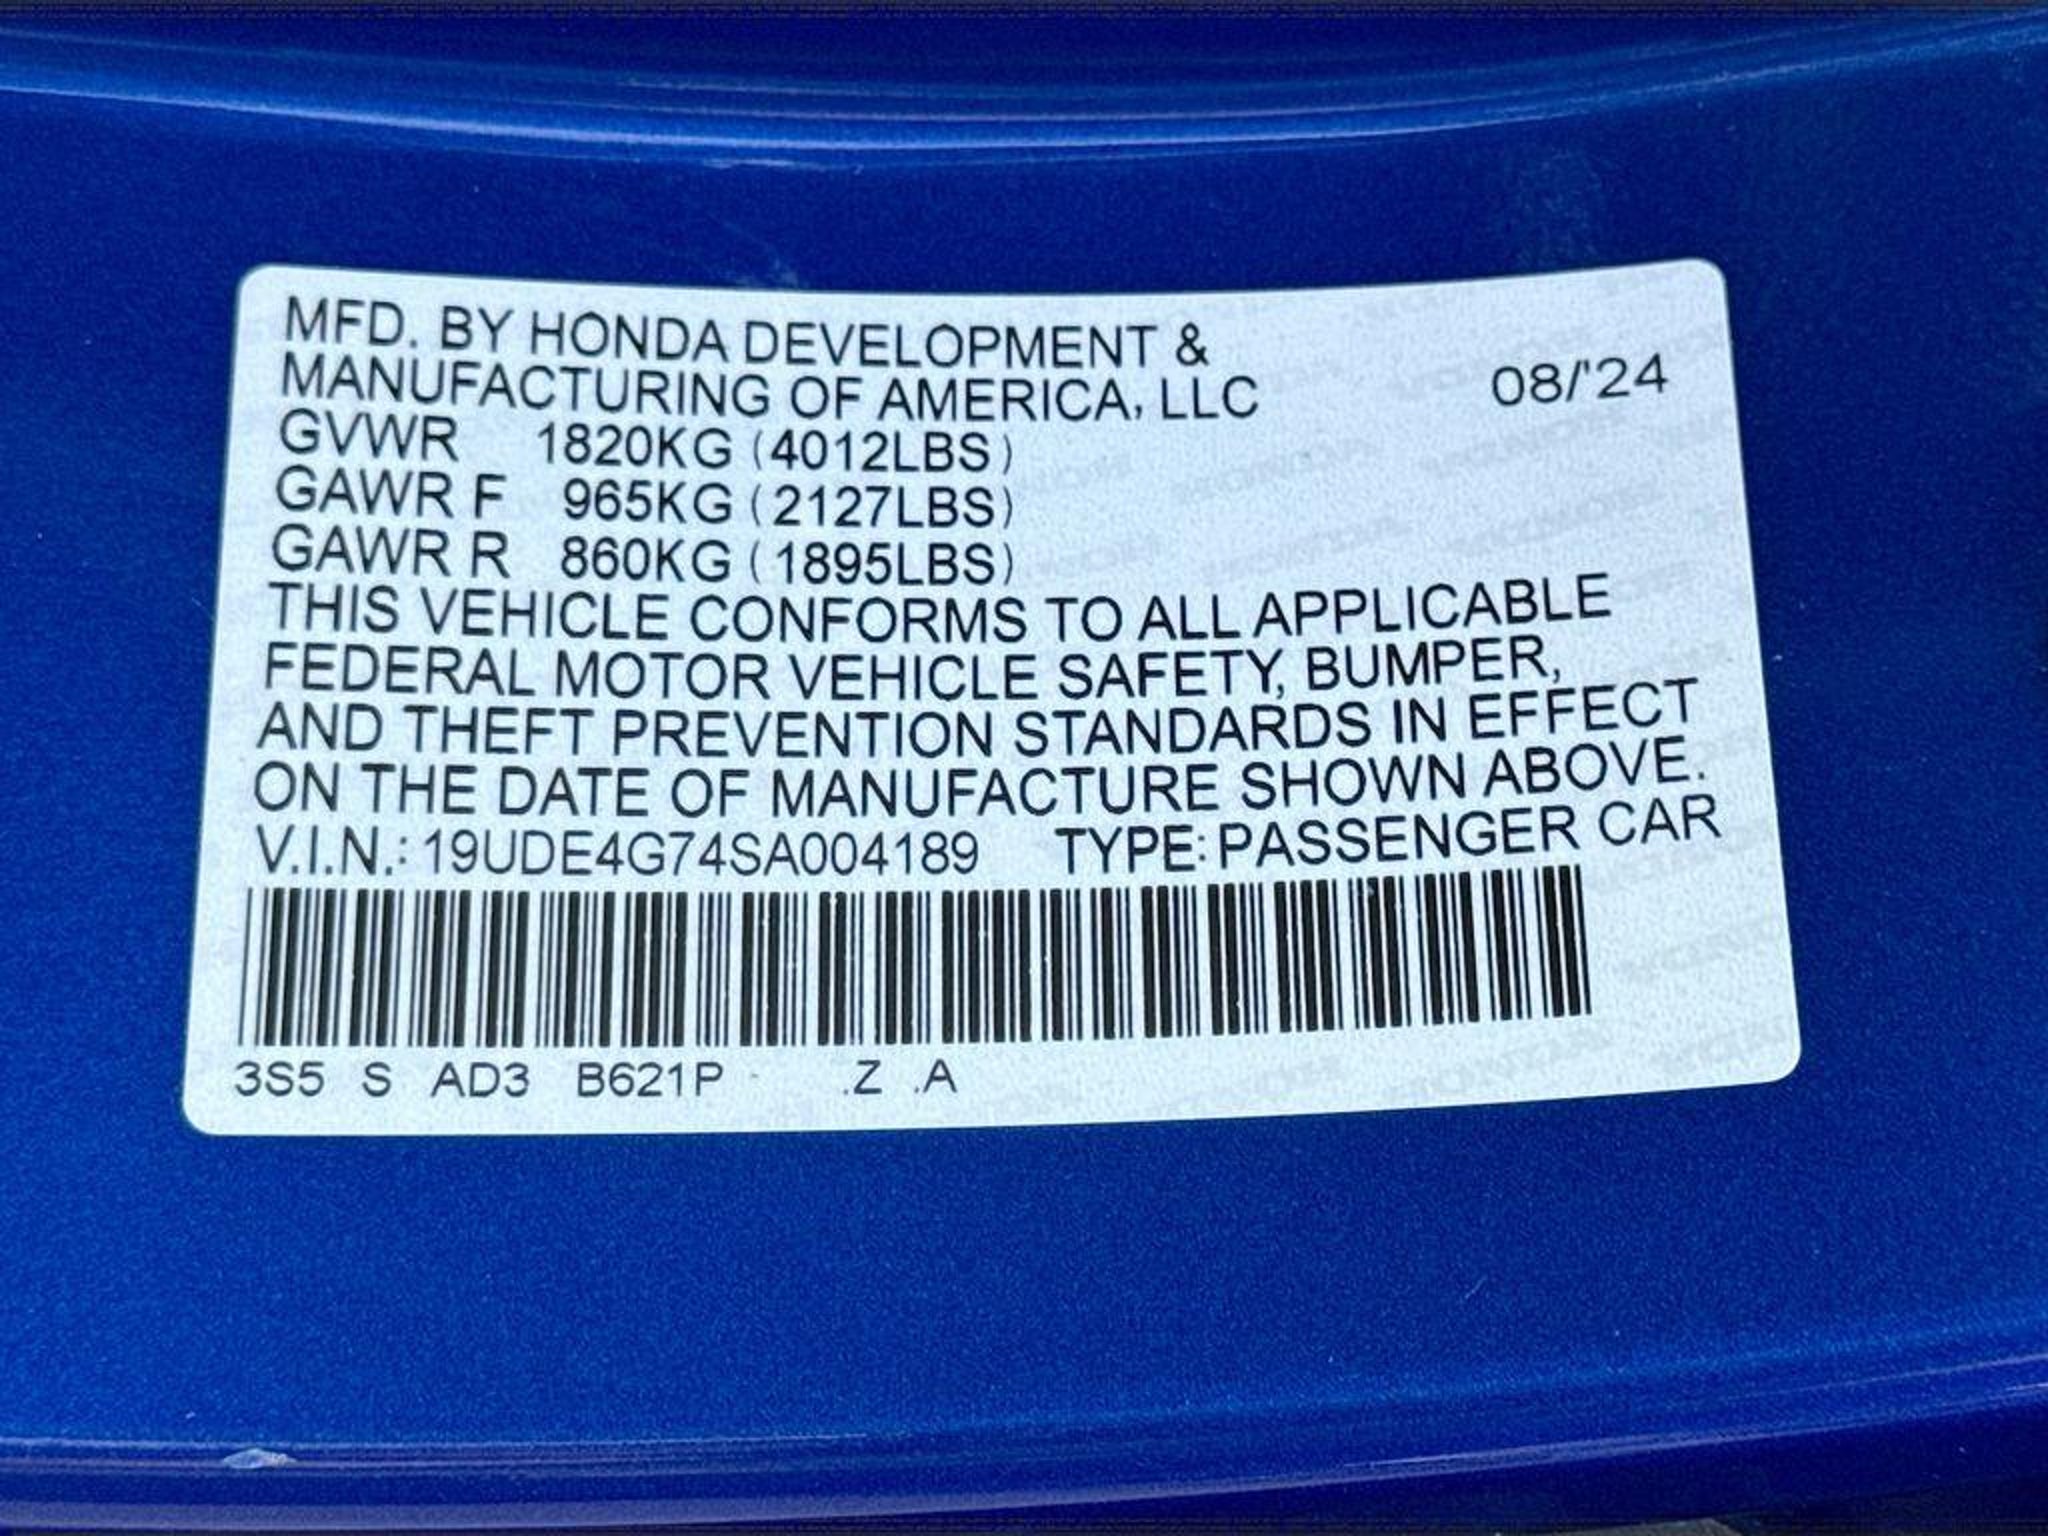 MFD. BY HONDA DEVELOPMENT &
MANUFACTURING OF AMERICA, LLC 08/'24
GVWR 1820KG (4012LBS)
GAWR F 965KG (2127LBS)
GAWR R 860KG (1895LBS)
THIS VEHICLE CONFORMS TO ALL APPLICABLE
FEDERAL MOTOR VEHICLE SAFETY, BUMPER,
AND THEFT PREVENTION STANDARDS IN EFFECT
ON THE DATE OF MANUFACTURE SHOWN ABOVE.
V.I.N.: 19UDE4G74SA004189 TYPE: PASSENGER CAR
3S5 S AD3 B621P - .Z .A